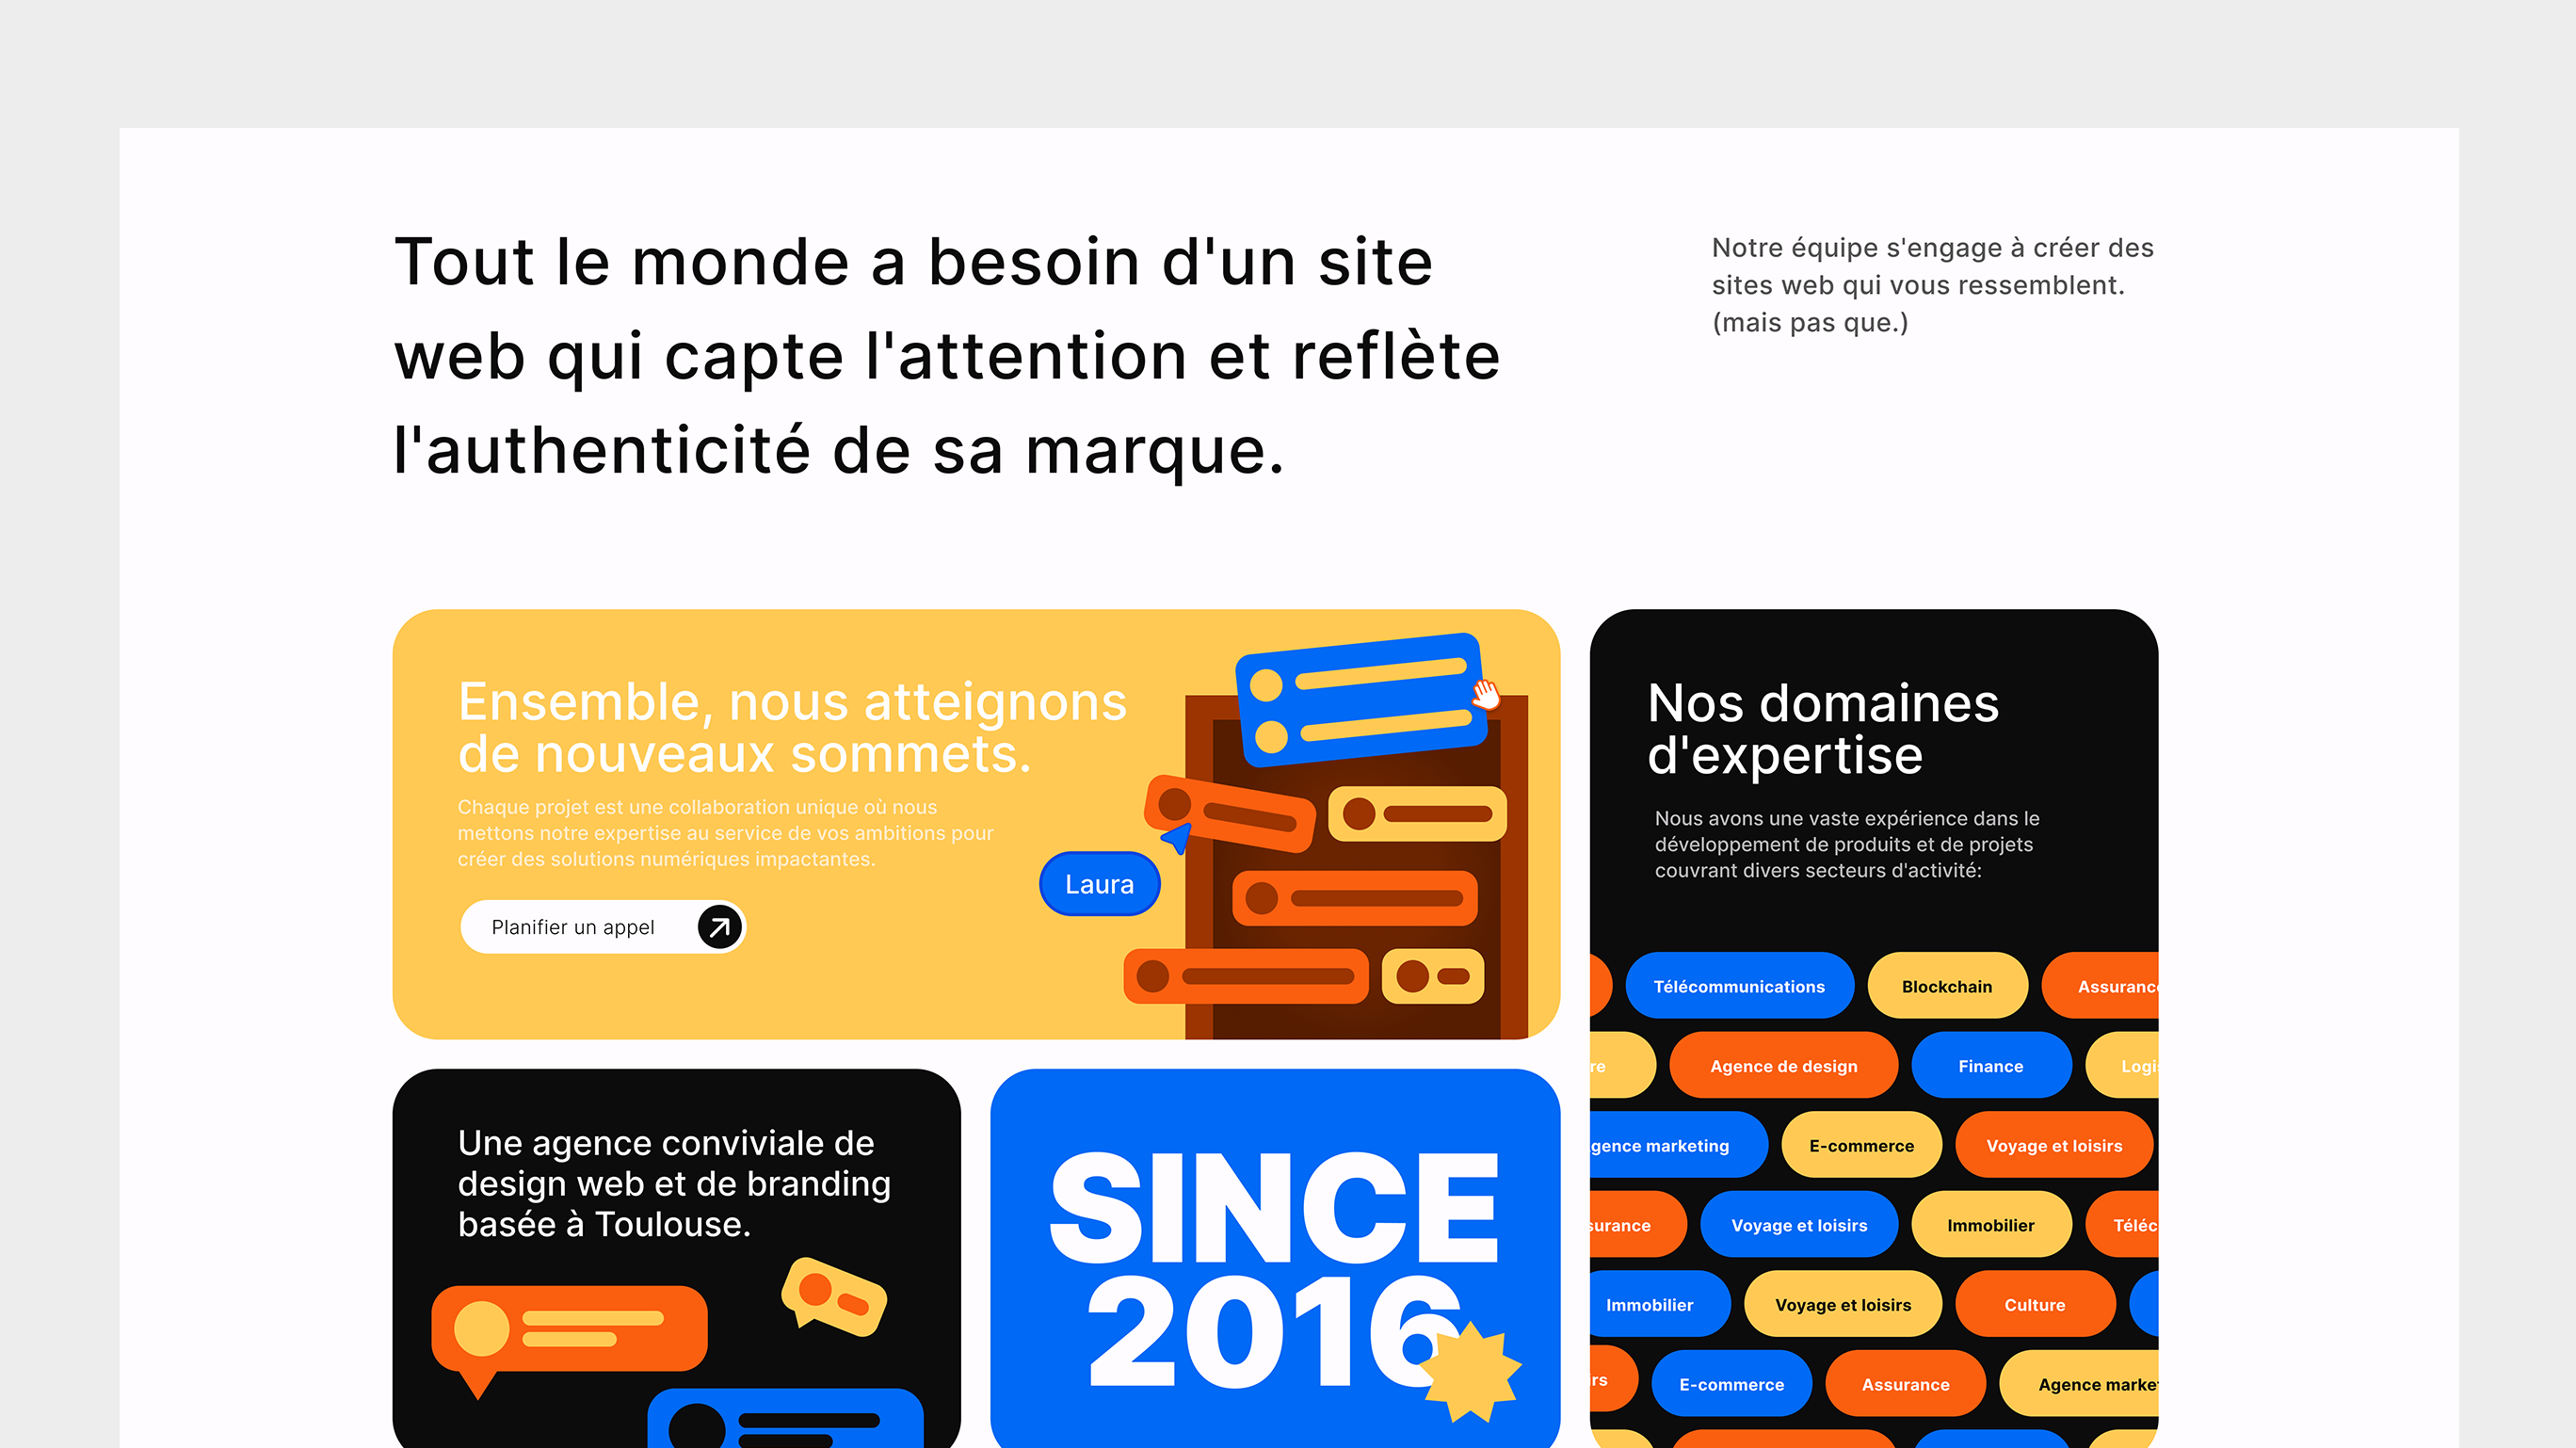 Tout le monde a besoin d'un site
web qui capte l'attention et reflète
l'authenticité de sa marque.
Notre équipe s'engage à créer des
sites web qui vous ressemblent.
(mais pas que.)
Ensemble, nous atteignons
de nouveaux sommets.
Chaque projet est une collaboration unique où nous
mettons notre expertise au service de vos ambitions pour
créer des solutions numériques impactantes.
Planifier un appel
Laura
Nos domaines
d'expertise
Nous avons une vaste expérience dans le
développement de produits et de projets
couvrant divers secteurs d'activité:
Télécommunications Blockchain Assuranc
re Agence de design Finance Logi
gence marketing E-commerce Voyage et loisirs
surance Voyage et loisirs Immobilier Téléc
Immobilier Voyage et loisirs Culture
rs E-commerce Assurance Agence marke
Une agence conviviale de
design web et de branding
basée à Toulouse.
SINCE
2016